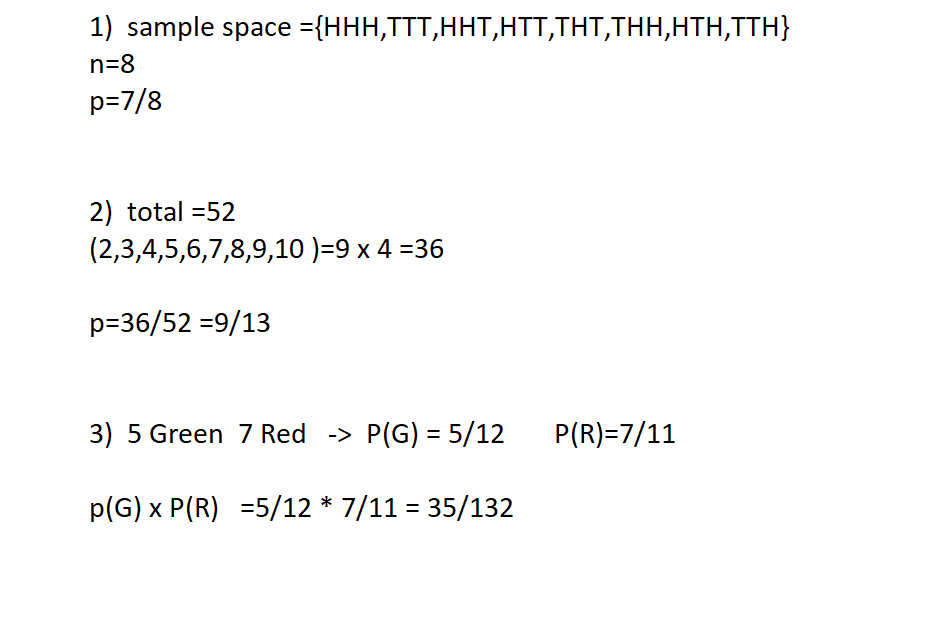 1)  sample space ={HHH,TTT,HHT,HTT,THT,THH,HTH,TTH}
n=8
p=7/8
2)  total =52
(2,3,4,5,6,7,8,9,10 )=9 x 4 =36
p=36/52 =9/13
3)  5 Green  7 Red   ->  P(G) = 5/12      P(R)=7/11
p(G) x P(R)   =5/12 * 7/11 = 35/132